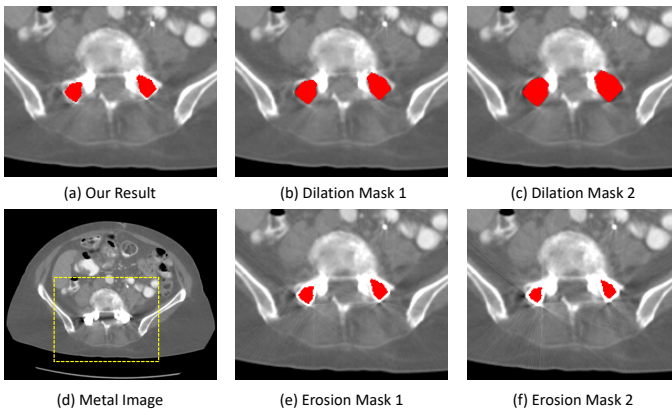 (a) Our Result
(b) Dilation Mask 1
(c) Dilation Mask 2
(d) Metal Image
(e) Erosion Mask 1
(f) Erosion Mask 2